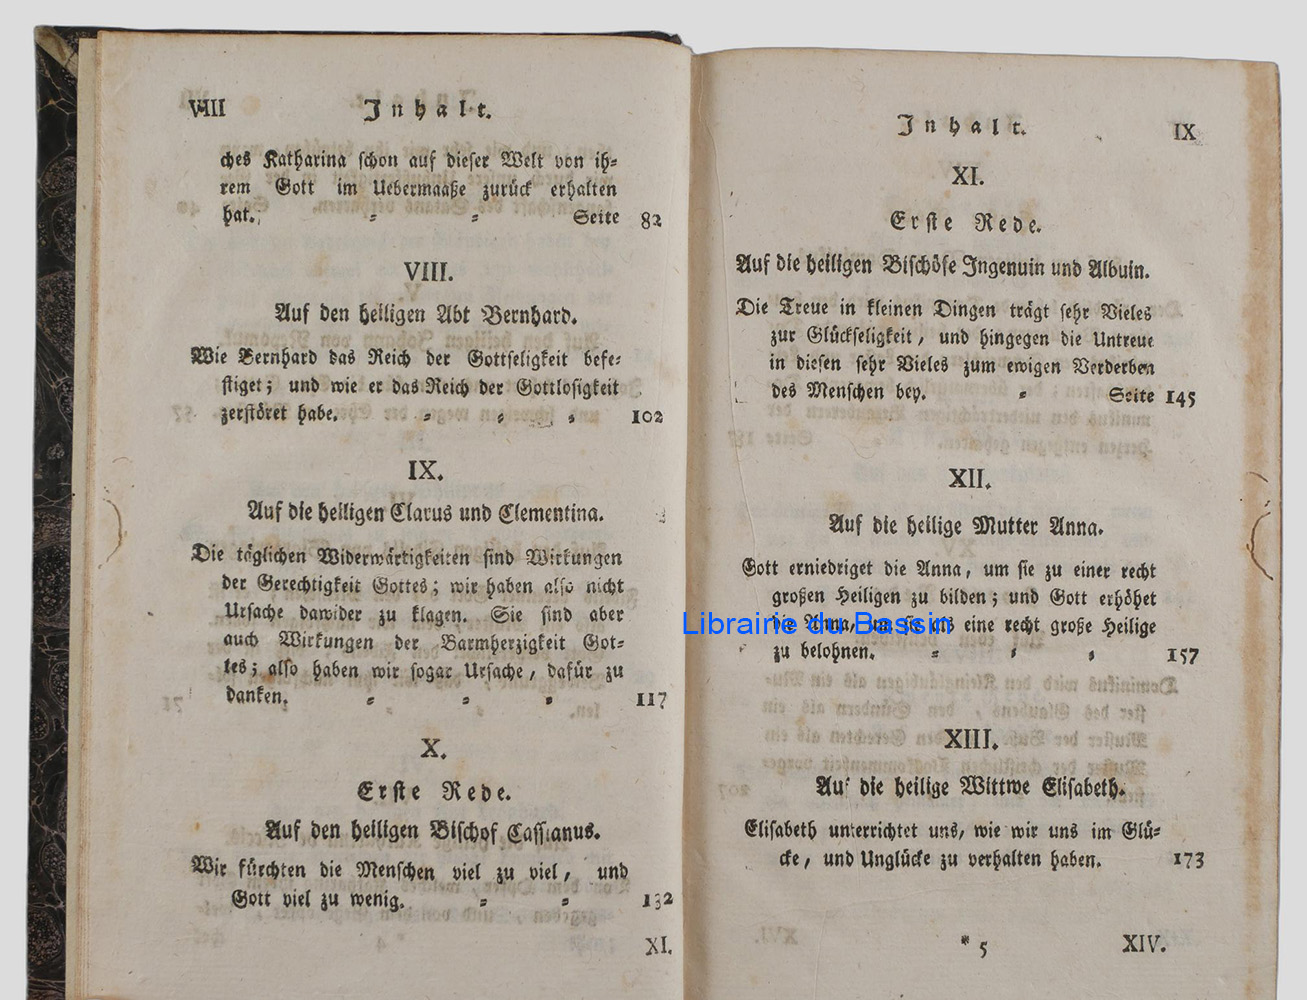 VIII Inhalt.
ches Katharina schon auf dieser Welt von ih-
rem Gott im Uebermaaße zurück erhalten
hat. = = Seite 82
VIII.
Auf den heiligen Abt Bernhard.
Wie Bernhard das Reich der Gottseligkeit befe-
stiget; und wie er das Reich der Gottlosigkeit
zerstöret habe. = = = 102
IX.
Auf die heiligen Clarus und Clementina.
Die täglichen Widerwärtigkeiten sind Wirkungen
der Gerechtigkeit Gottes; wir haben also nicht
Ursache dawider zu klagen. Sie sind aber
auch Wirkungen der Barmherzigkeit Got-
tes; also haben wir sogar Ursache, dafür zu
danken. = = = 117
X.
Erste Rede.
Auf den heiligen Bischof Cassianus.
Wir fürchten die Menschen viel zu viel, und
Gott viel zu wenig. = = 132
XI.
Inhalt. IX
XI.
Erste Rede.
Auf die heiligen Bischöfe Ingenuin und Albuin.
Die Treue in kleinen Dingen trägt sehr Vieles
zur Glückseligkeit, und hingegen die Untreue
in diesen sehr Vieles zum ewigen Verderben
des Menschen bey. = Seite 145
XII.
Auf die heilige Mutter Anna.
Gott erniedriget die Anna, um sie zu einer recht
großen Heiligen zu bilden; und Gott erhöhet
die Anna, um sie als eine recht große Heilige
zu belohnen. = = = 157
Librairie du Bassin
XIII.
Auf die heilige Wittwe Elisabeth.
Elisabeth unterrichtet uns, wie wir uns im Glü-
cke, und Unglücke zu verhalten haben. 173
* 5 XIV.